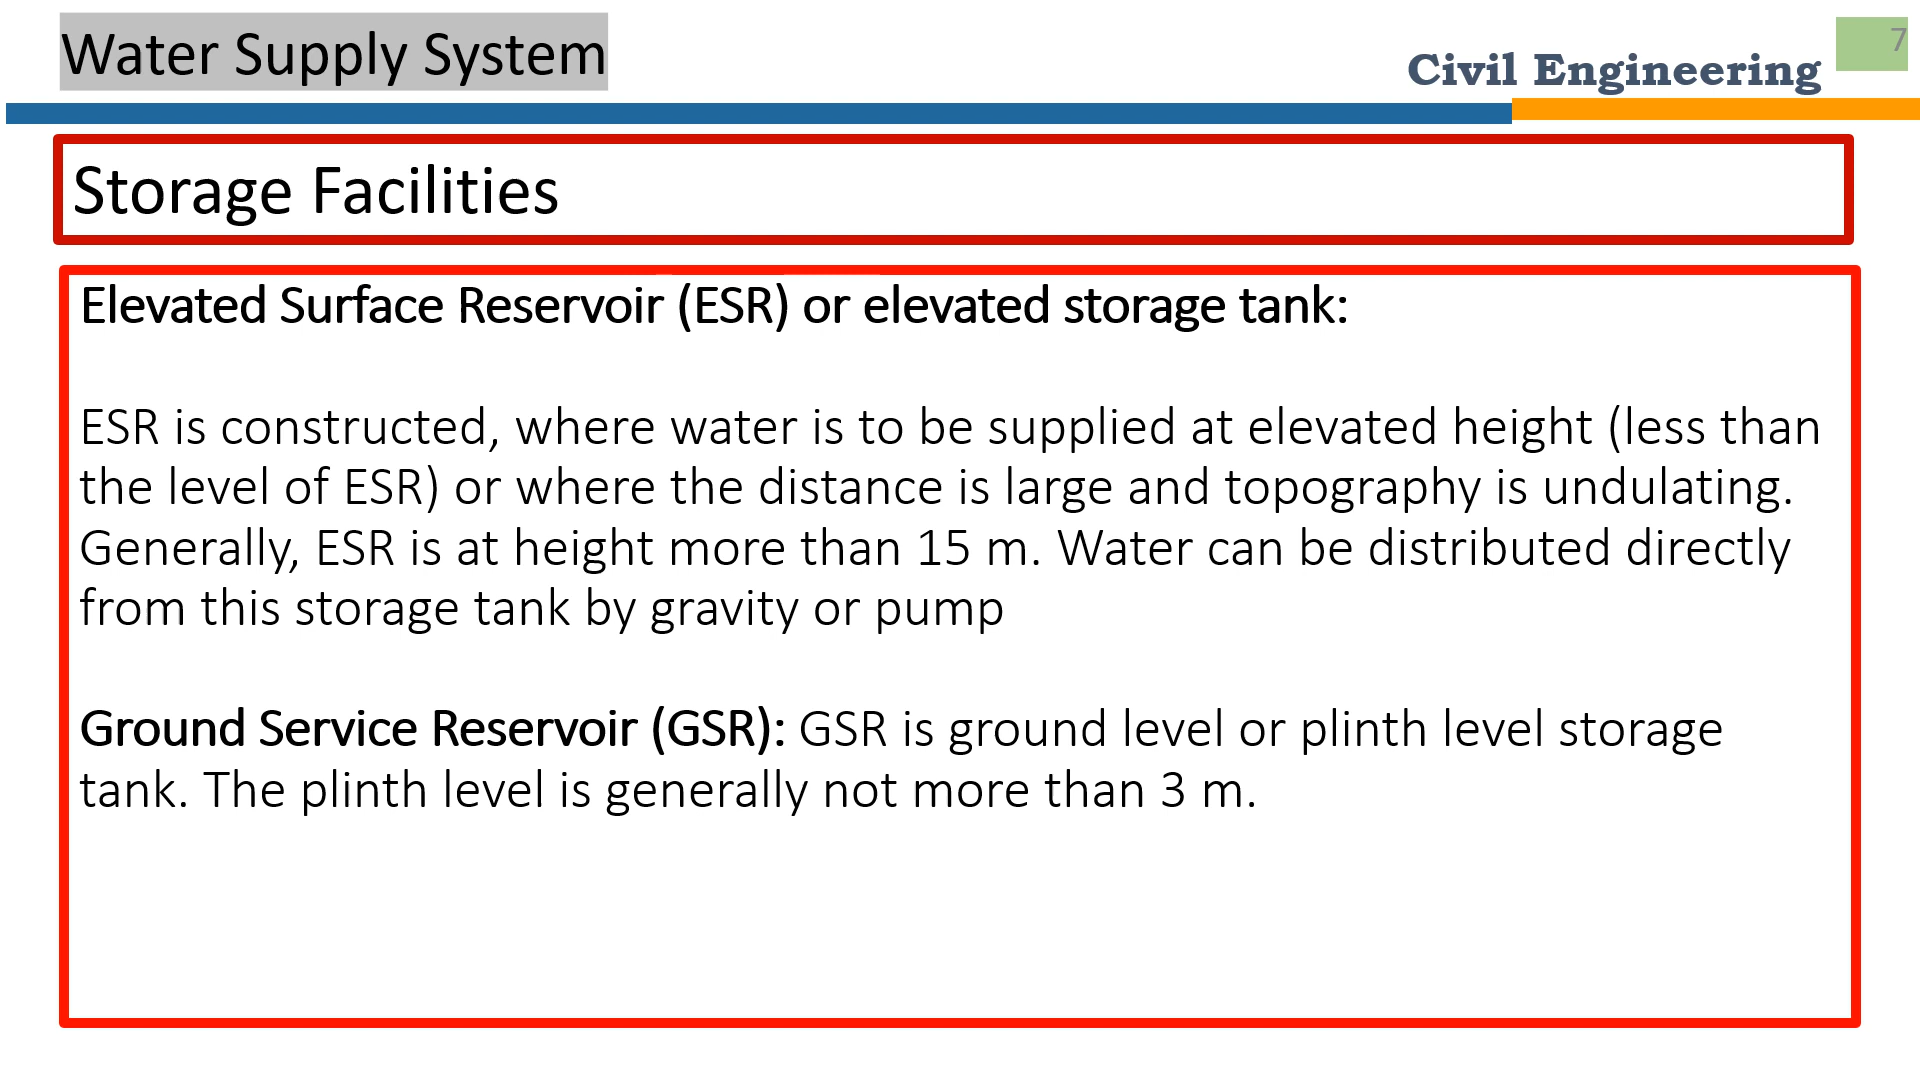 Water Supply System
Civil Engineering
7
Storage Facilities
Elevated Surface Reservoir (ESR) or elevated storage tank:
ESR is constructed, where water is to be supplied at elevated height (less than
the level of ESR) or where the distance is large and topography is undulating.
Generally, ESR is at height more than 15 m. Water can be distributed directly
from this storage tank by gravity or pump
Ground Service Reservoir (GSR): GSR is ground level or plinth level storage
tank. The plinth level is generally not more than 3 m.